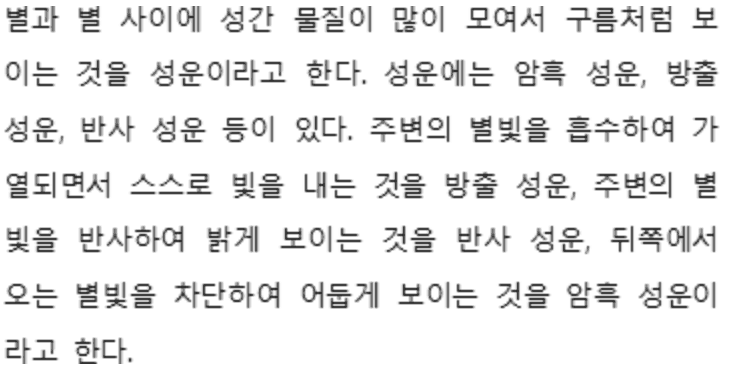 별과 별 사이에 성간 물질이 많이 모여서 구름처럼 보
이는 것을 성운이라고 한다. 성운에는 암흑 성운, 방출
성운, 반사 성운 등이 있다. 주변의 별빛을 흡수하여 가
열되면서 스스로 빛을 내는 것을 방출 성운, 주변의 별
빛을 반사하여 밝게 보이는 것을 반사 성운, 뒤쪽에서
오는 별빛을 차단하여 어둡게 보이는 것을 암흑 성운이
라고 한다.